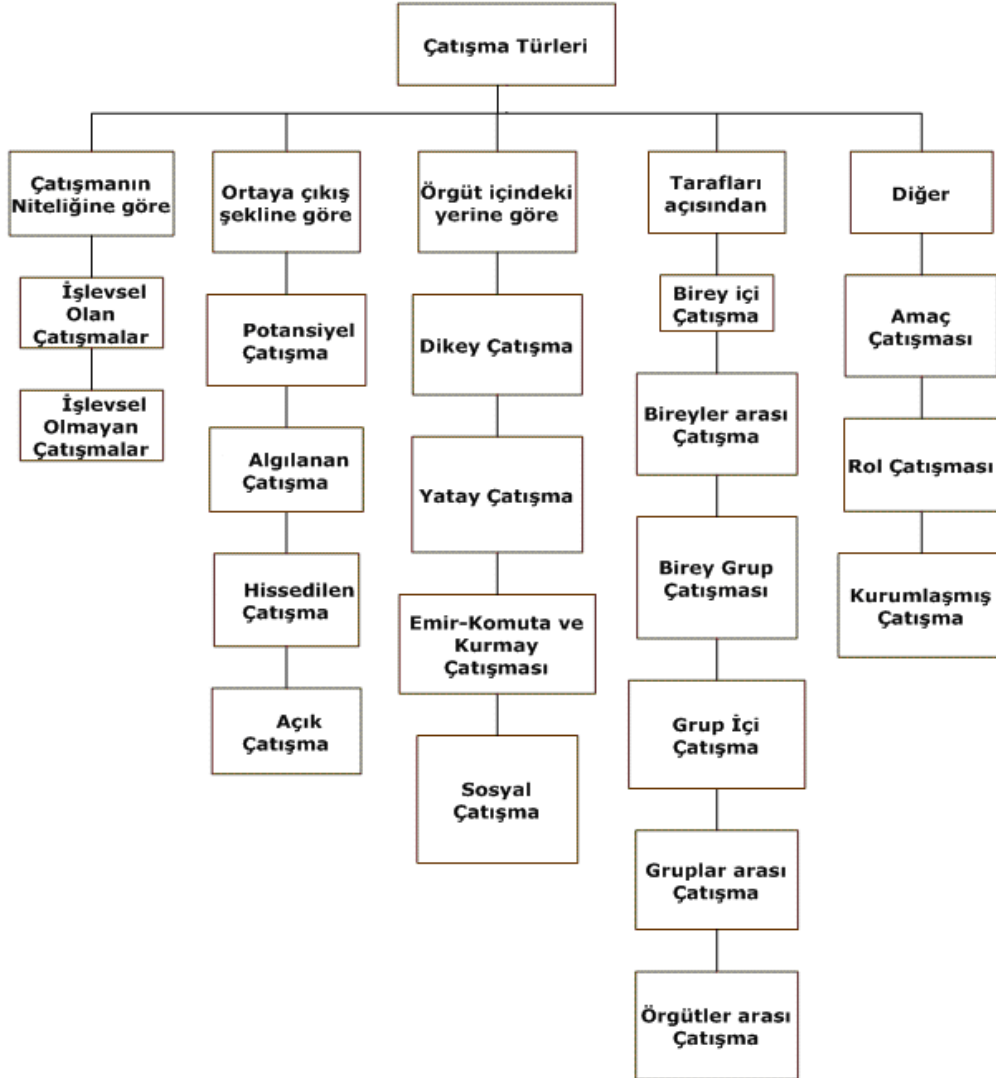 Çatışma Türleri
Çatışmanın
Niteliğine göre
İşlevsel
Olan
Çatışmalar
İşlevsel
Olmayan
Çatışmalar
Ortaya çıkış
şekline göre
Potansiyel
Çatışma
Algılanan
Çatışma
Hissedilen
Çatışma
Açık
Çatışma
Örgüt içindeki
yerine göre
Dikey Çatışma
Yatay Çatışma
Emir-Komuta ve
Kurmay
Çatışması
Sosyal
Çatışma
Tarafları
açısından
Birey içi
Çatışma
Bireyler arası
Çatışma
Birey Grup
Çatışması
Grup İçi
Çatışma
Gruplar arası
Çatışma
Örgütler arası
Çatışma
Diğer
Amaç
Çatışması
Rol Çatışması
Kurumlaşmış
Çatışma